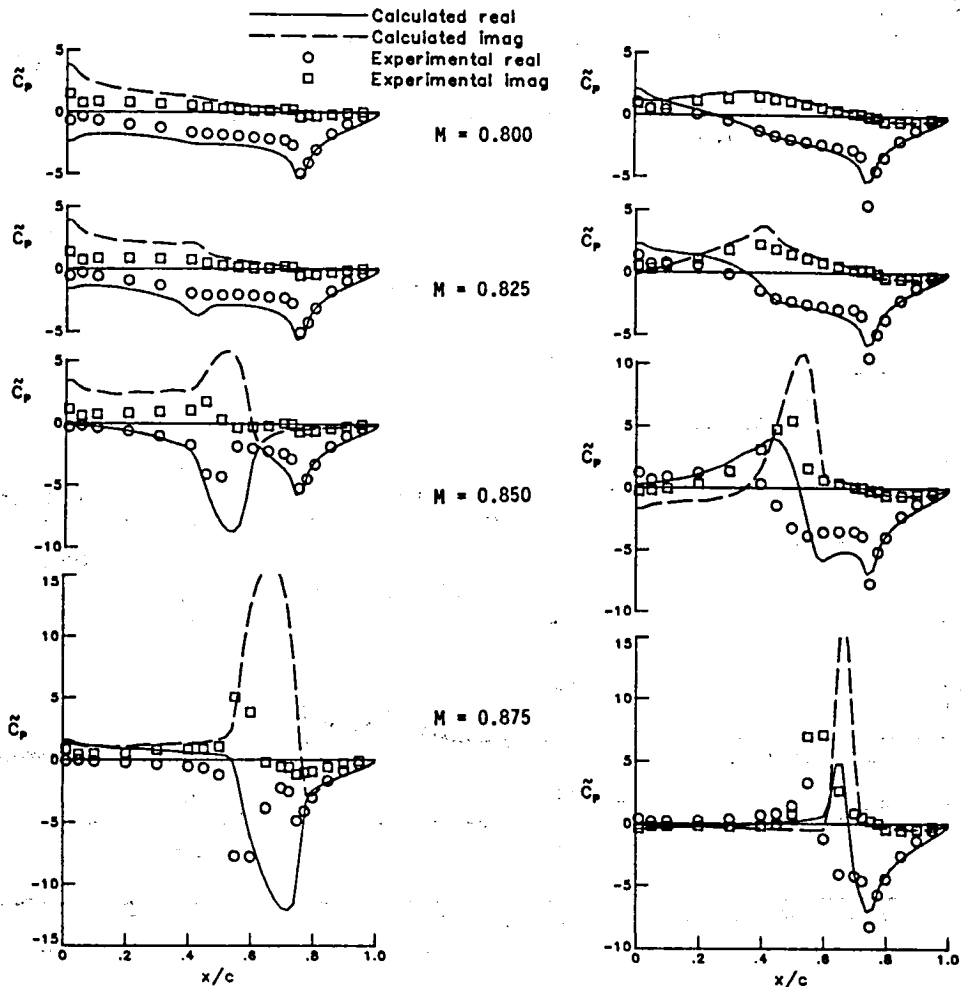 Calculated real
Calculated imag
Experimental real
Experimental imag
C̃p
5
0
-5
M = 0.800
5
0
-5
C̃p
C̃p
5
0
-5
M = 0.825
5
0
-5
C̃p
C̃p
5
0
-5
-10
M = 0.850
10
5
0
-5
-10
C̃p
C̃p
15
10
5
0
-5
-10
-15
M = 0.875
15
10
5
0
-5
-10
C̃p
0 .2 .4 .6 .8 1.0
x/c
0 .2 .4 .6 .8 1.0
x/c